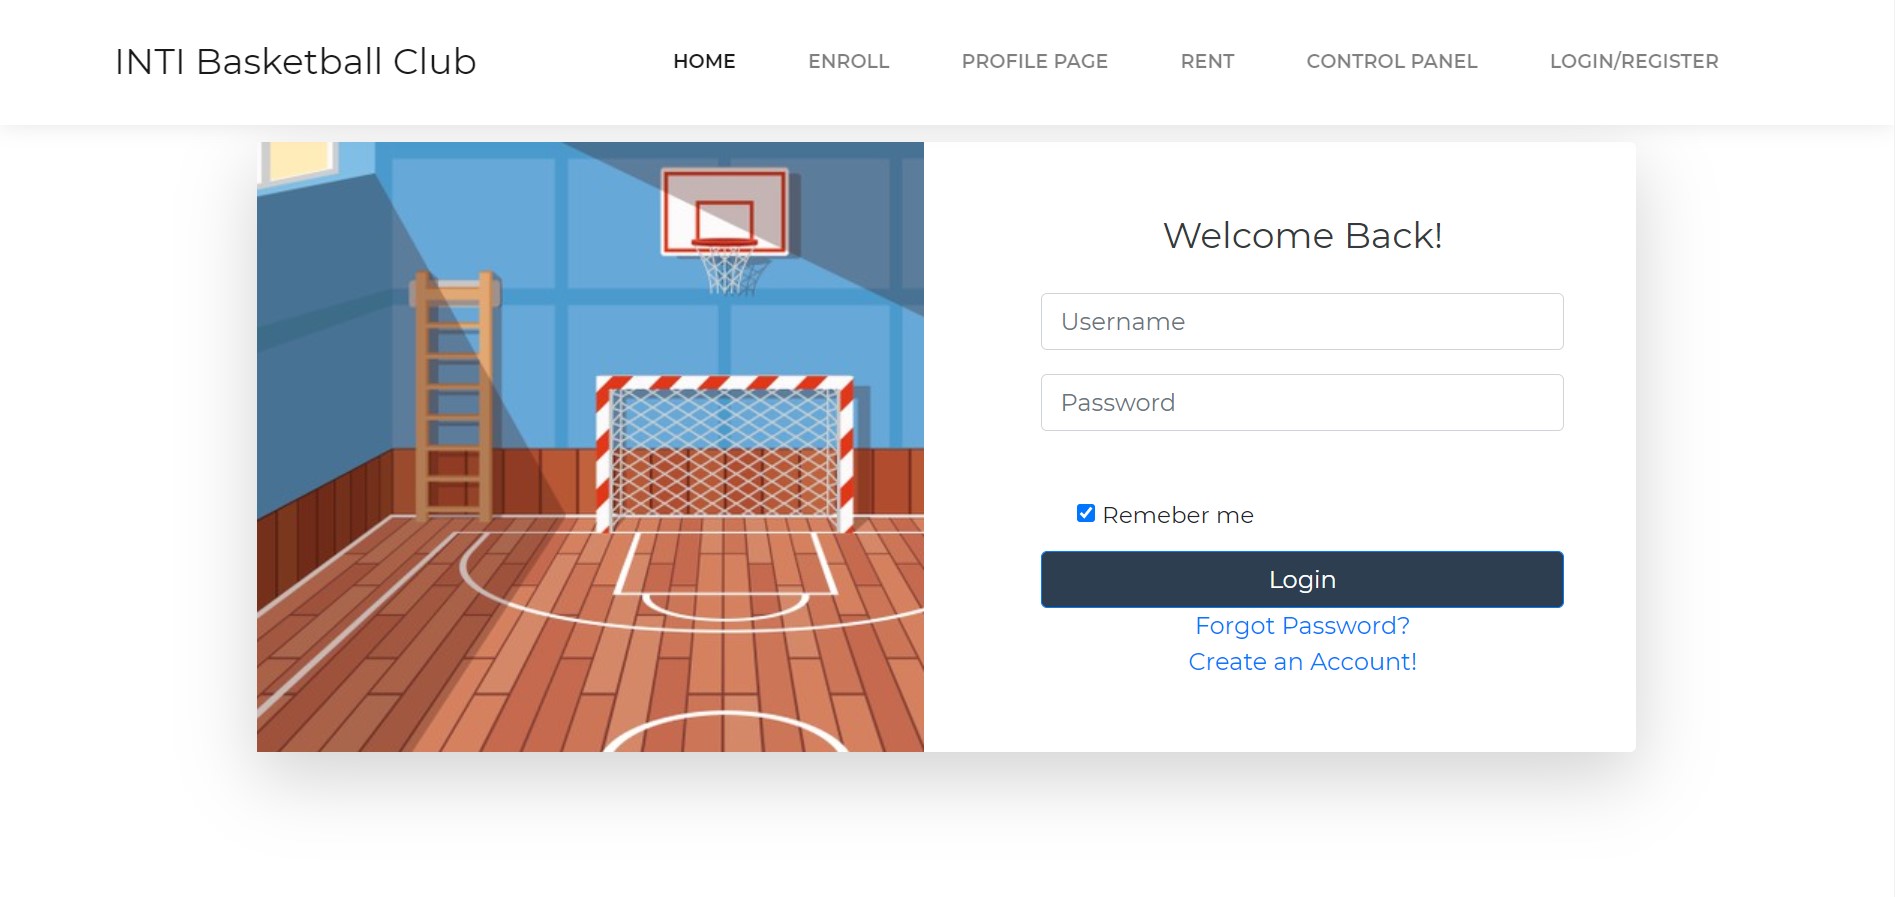 INTI Basketball Club
HOME ENROLL PROFILE PAGE RENT CONTROL PANEL LOGIN/REGISTER
Welcome Back!
Username
Password
Remeber me
Login
Forgot Password?
Create an Account!